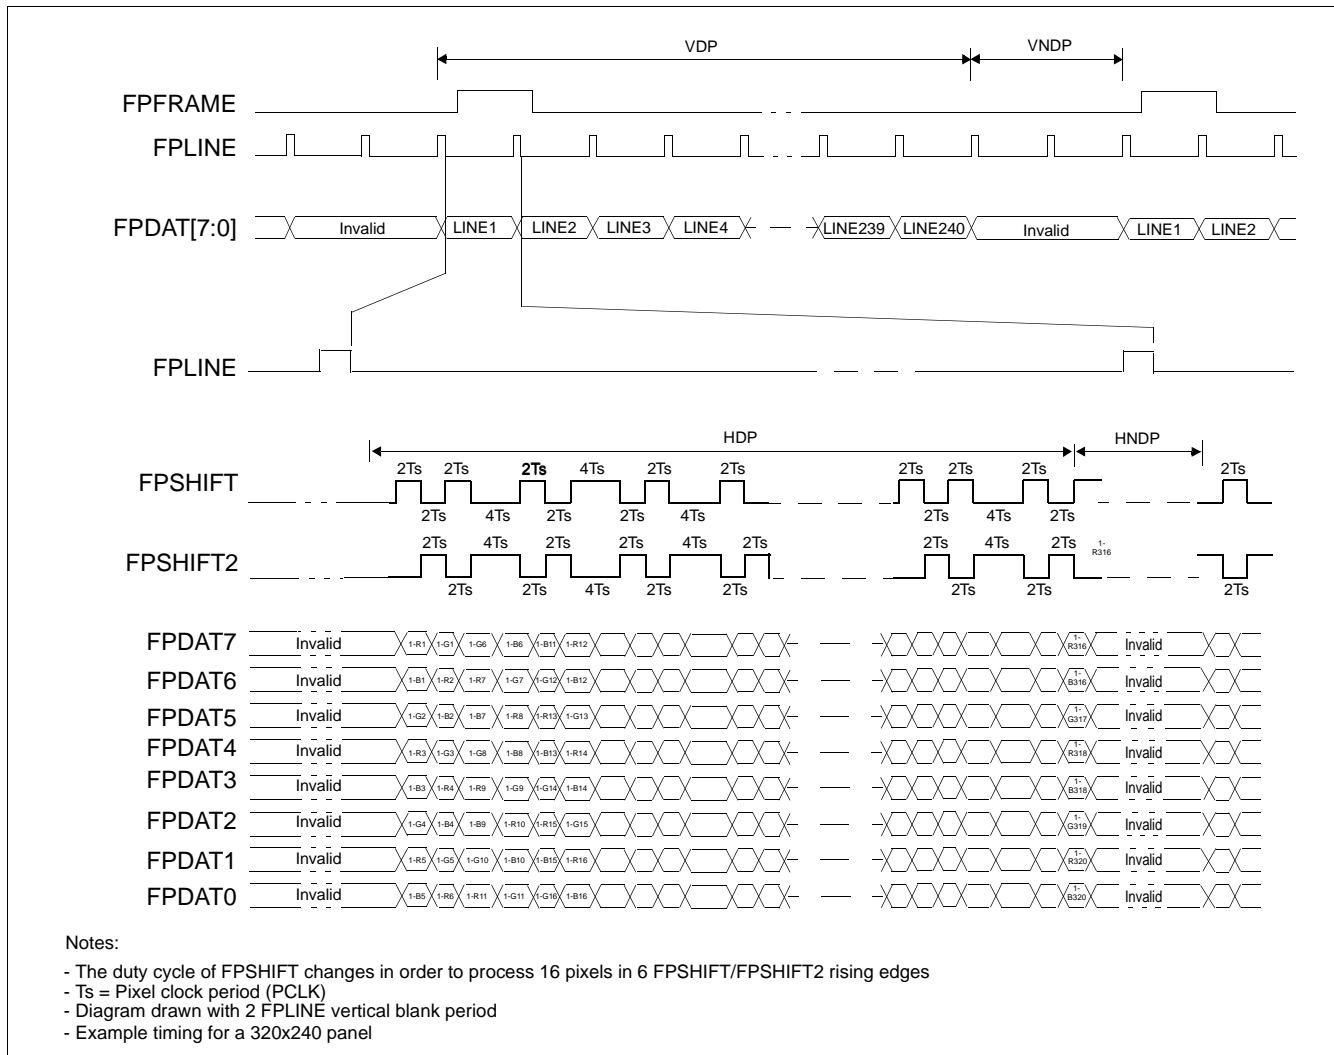 VDP VNDP
FPFRAME
FPLINE
FPDAT[7:0] Invalid LINE1 LINE2 LINE3 LINE4 LINE239 LINE240 Invalid LINE1 LINE2
FPLINE
HDP HNDP
2Ts 2Ts 2Ts 4Ts 2Ts 2Ts 2Ts 2Ts 2Ts 2Ts
FPSHIFT
2Ts 4Ts 2Ts 2Ts 4Ts 2Ts 4Ts 2Ts
2Ts 4Ts 2Ts 2Ts 4Ts 2Ts 2Ts 4Ts 2Ts 1-
R316
FPSHIFT2
2Ts 2Ts 4Ts 2Ts 2Ts 2Ts 2Ts 2Ts
FPDAT7 Invalid 1-R1 1-G1 1-G6 1-B6 1-B11 1-R12 1-R316 Invalid
FPDAT6 Invalid 1-B1 1-R2 1-R7 1-G7 1-G12 1-B12 1-B316 Invalid
FPDAT5 Invalid 1-G2 1-B2 1-B7 1-R8 1-R13 1-G13 1-G317 Invalid
FPDAT4 Invalid 1-R3 1-G3 1-G8 1-B8 1-B13 1-R14 1-R318 Invalid
FPDAT3 Invalid 1-B3 1-R4 1-R9 1-G9 1-G14 1-B14 1-B318 Invalid
FPDAT2 Invalid 1-G4 1-B4 1-B9 1-R10 1-R15 1-G15 1-G319 Invalid
FPDAT1 Invalid 1-R5 1-G5 1-G10 1-B10 1-B15 1-R16 1-R320 Invalid
FPDAT0 Invalid 1-B5 1-R6 1-R11 1-G11 1-G16 1-B16 1-B320 Invalid
Notes:
- The duty cycle of FPSHIFT changes in order to process 16 pixels in 6 FPSHIFT/FPSHIFT2 rising edges
- Ts = Pixel clock period (PCLK)
- Diagram drawn with 2 FPLINE vertical blank period
- Example timing for a 320x240 panel